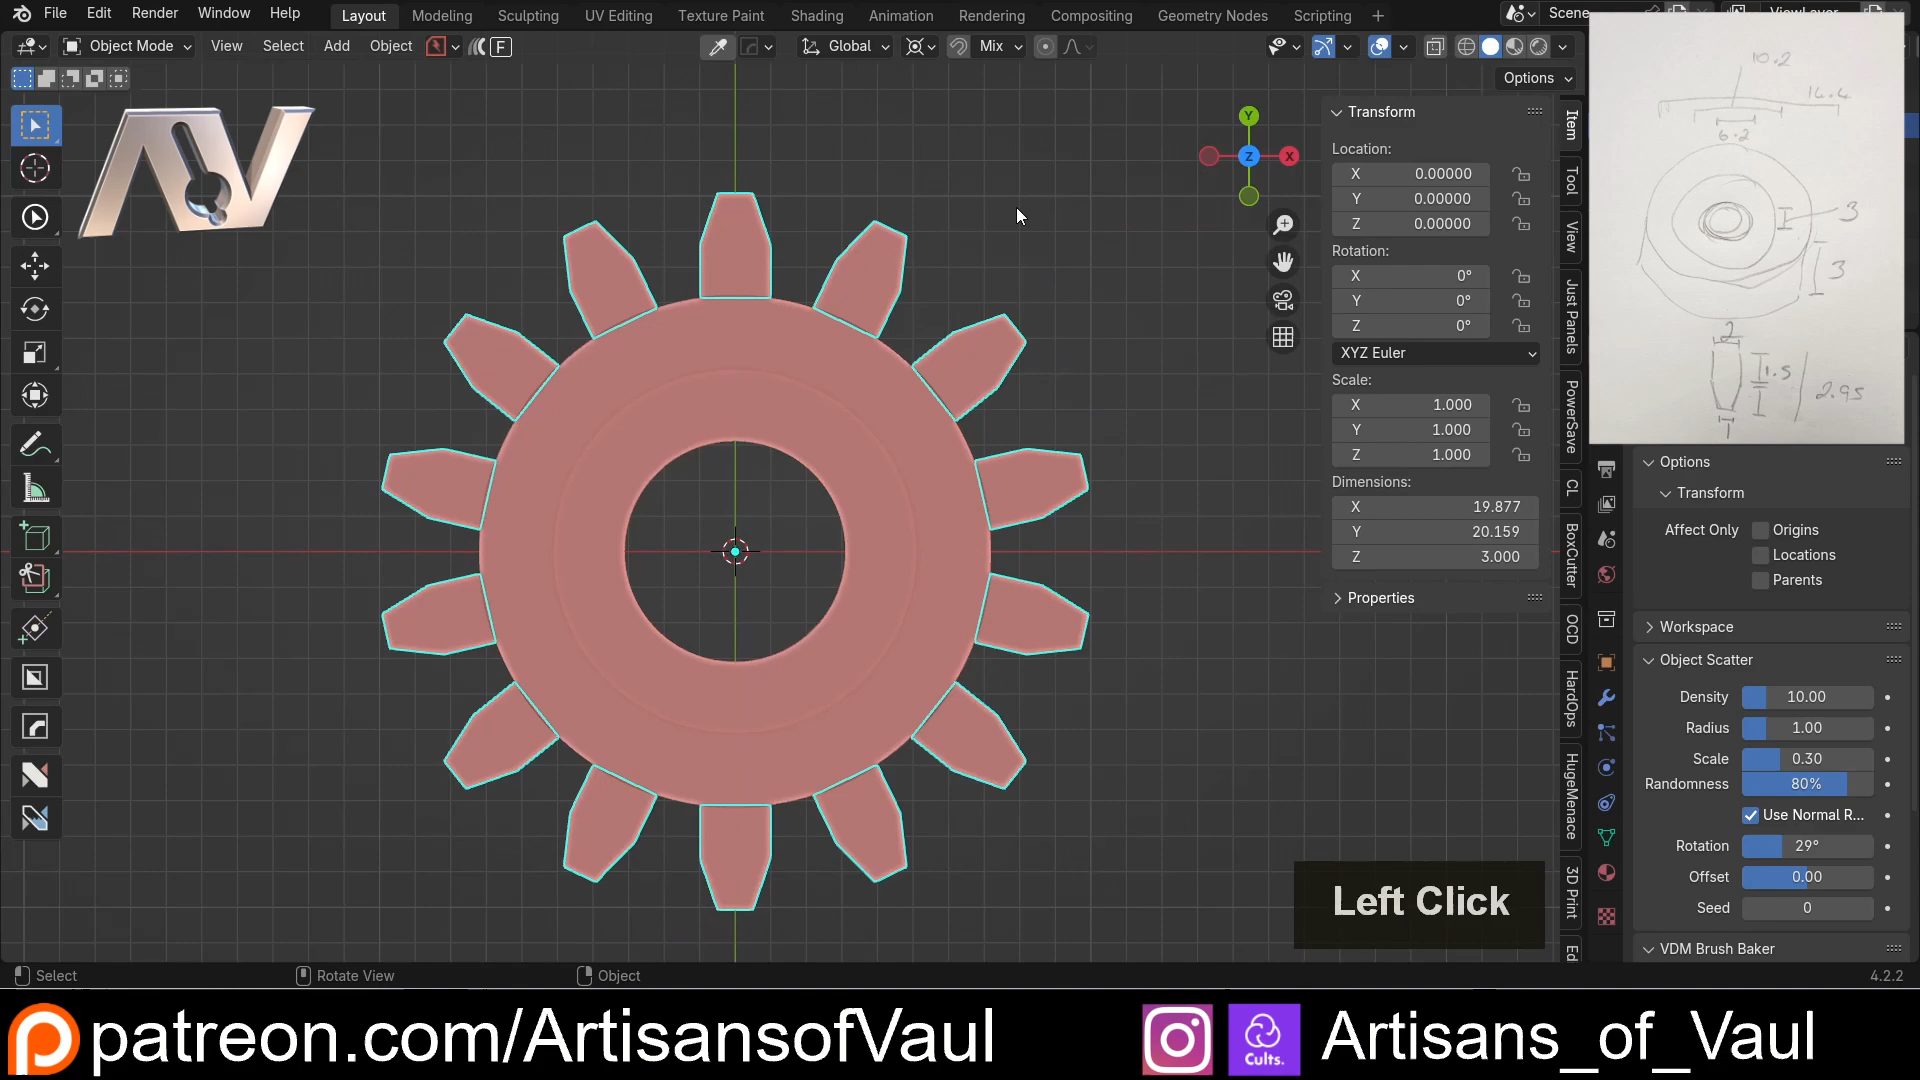 File Edit Render Window Help
Layout Modeling Sculpting UV Editing Texture Paint Shading Animation Rendering Compositing Geometry Nodes Scripting +
Scene
ViewLayer
Object Mode View Select Add Object F
Global Mix
Options
AV
Transform
Location:
X 0.00000
Y 0.00000
Z 0.00000
Rotation:
X 0°
Y 0°
Z 0°
XYZ Euler
Scale:
X 1.000
Y 1.000
Z 1.000
Dimensions:
X 19.877
Y 20.159
Z 3.000
Properties
Y
Z X
Item
Tool
View
Just Panels
PowerSave
CL
BoxCutter
OCD
HardOps
HugeMenace
3D Print
Ed
10.2
14.4
6.2
3
3
2
1.5
2.95
1
Options
Transform
Affect Only Origins
Locations
Parents
Workspace
Object Scatter
Density 10.00
Radius 1.00
Scale 0.30
Randomness 80%
Use Normal R...
Rotation 29°
Offset 0.00
Seed 0
VDM Brush Baker
Left Click
Select Rotate View Object 4.2.2
patreon.com/ArtisansofVaul
Cults.
Artisans_of_Vaul